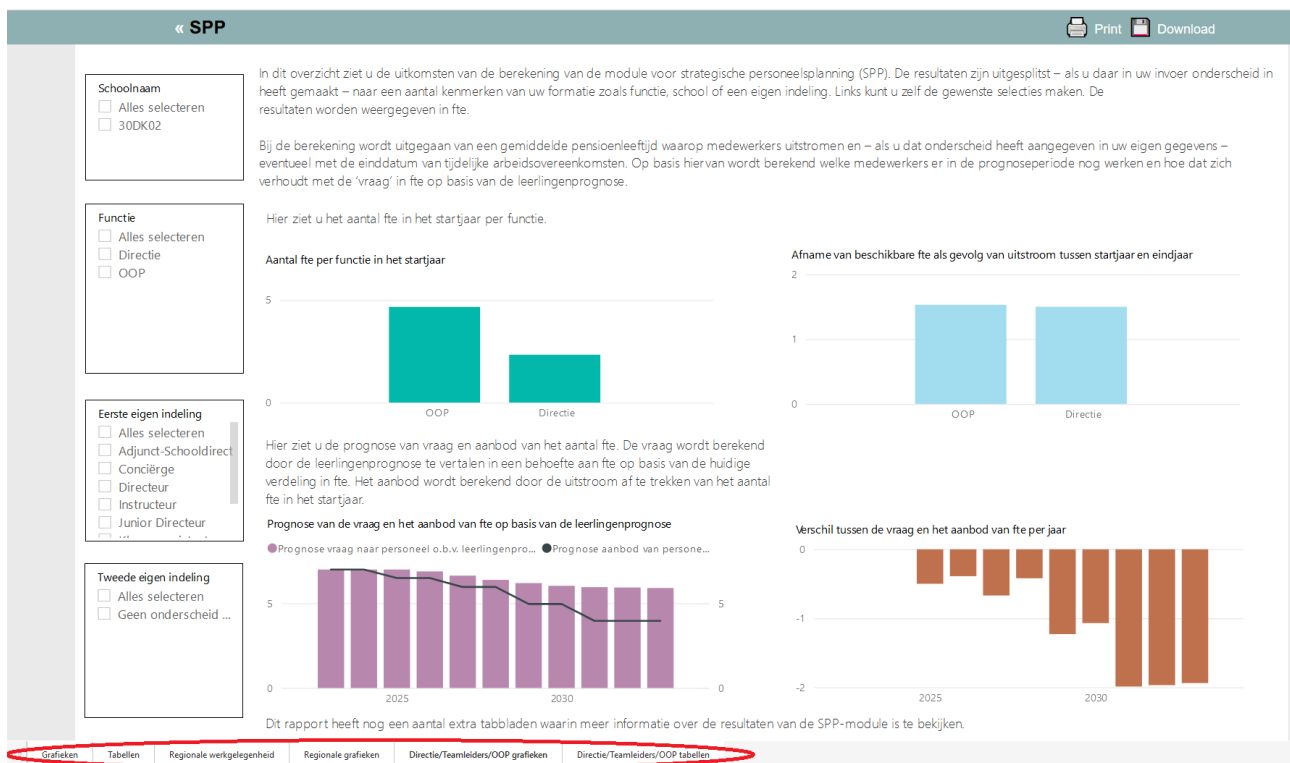 « SPP
Print Download
Schoolnaam
Alles selecteren
30DK02
In dit overzicht ziet u de uitkomsten van de berekening van de module voor strategische personeelsplanning (SPP). De resultaten zijn uitgesplitst – als u daar in uw invoer onderscheid in
heeft gemaakt – naar een aantal kenmerken van uw formatie zoals functie, school of een eigen indeling. Links kunt u zelf de gewenste selecties maken. De
resultaten worden weergegeven in fte.
Bij de berekening wordt uitgegaan van een gemiddelde pensioenleeftijd waarop medewerkers uitstromen en – als u dat onderscheid heeft aangegeven in uw eigen gegevens –
eventueel met de einddatum van tijdelijke arbeidsovereenkomsten. Op basis hiervan wordt berekend welke medewerkers er in de prognoseperiode nog werken en hoe dat zich
verhoudt met de ‘vraag’ in fte op basis van de leerlingenprognose.
Functie
Alles selecteren
Directie
OOP
Hier ziet u het aantal fte in het startjaar per functie.
Aantal fte per functie in het startjaar
5
0
OOP Directie
Afname van beschikbare fte als gevolg van uitstroom tussen startjaar en eindjaar
2
1
0
OOP Directie
Eerste eigen indeling
Alles selecteren
Adjunct-Schooldirect
Conciërge
Directeur
Instructeur
Junior Directeur
Hier ziet u de prognose van vraag en aanbod van het aantal fte. De vraag wordt berekend
door de leerlingenprognose te vertalen in een behoefte aan fte op basis van de huidige
verdeling in fte. Het aanbod wordt berekend door de uitstroom af te trekken van het aantal
fte in het startjaar.
Prognose van de vraag en het aanbod van fte op basis van de leerlingenprognose
Prognose vraag naar personeel o.b.v. leerlingenpro... Prognose aanbod van persone...
5 5
0 0
2025 2030
Verschil tussen de vraag en het aanbod van fte per jaar
0
-1
-2
2025 2030
Tweede eigen indeling
Alles selecteren
Geen onderscheid ...
Dit rapport heeft nog een aantal extra tabbladen waarin meer informatie over de resultaten van de SPP-module is te bekijken.
Grafieken Tabellen Regionale werkgelegenheid Regionale grafieken Directie/Teamleiders/OOP grafieken Directie/Teamleiders/OOP tabellen